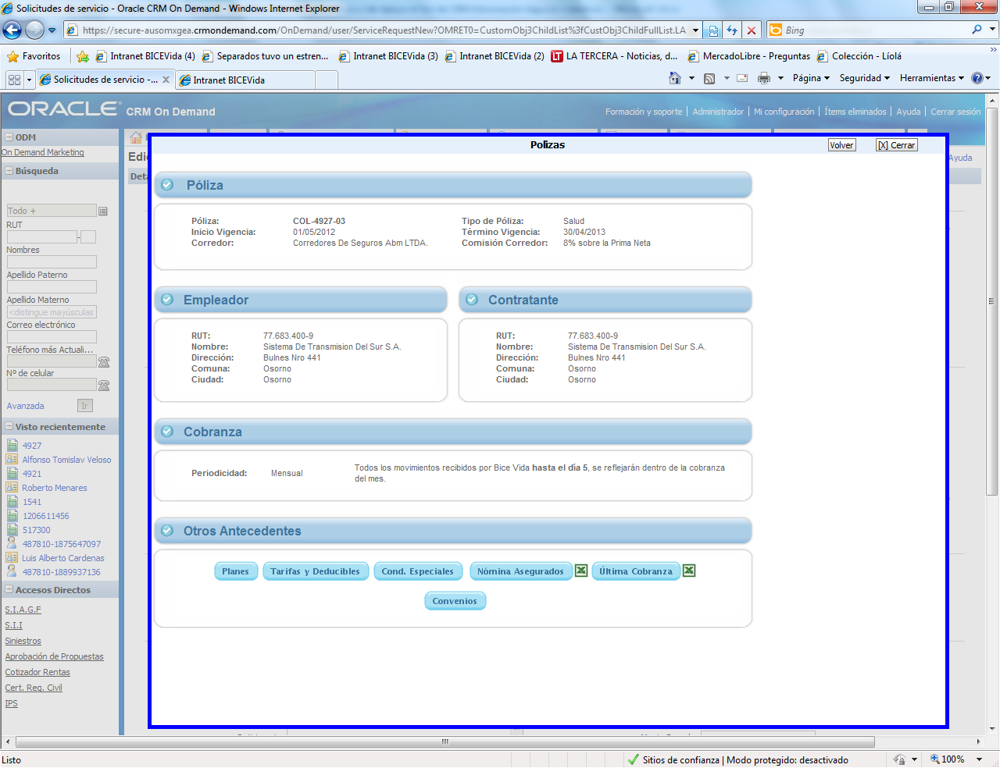 Solicitudes de servicio - Oracle CRM On Demand - Windows Internet Explorer
https://secure-ausomxgea.crmondemand.com/OnDemand/user/ServiceRequestNew?OMRET0=CustomObj3ChildList%3fCustObj3ChildFullList.LA
Bing
Favoritos
Intranet BICEVida (4)
Separados tuvo un estren...
Intranet BICEVida (3)
Intranet BICEVida (2)
LT LA TERCERA - Noticias, d...
MercadoLibre - Preguntas
Colección - Líolá
Solicitudes de servicio -...
Intranet BICEVida
Página
Seguridad
Herramientas
ORACLE CRM On Demand
Formación y soporte | Administrador | Mi configuración | Ítems eliminados | Ayuda | Cerrar sesión
ODM
On Demand Marketing
Búsqueda
Todo +
RUT
-
Nombres
Apellido Paterno
Apellido Materno
<distingue mayúsculas
Correo electrónico
Teléfono más Actuali...
Nº de celular
Avanzada
Ir
Visto recientemente
4927
Alfonso Tomislav Veloso
4921
Roberto Menares
1541
1206611456
517300
487810-1875647097
Luis Alberto Cardenas
487810-1889937136
Accesos Directos
S.I.A.G.F
S.I.I
Siniestros
Aprobación de Propuestas
Cotizador Rentas
Cert. Reg. Civil
IPS
Edi
Ayuda
Deta
Polizas
Volver
[X] Cerrar
Póliza
Póliza: COL-4927-03 Tipo de Póliza: Salud
Inicio Vigencia: 01/05/2012 Término Vigencia: 30/04/2013
Corredor: Corredores De Seguros Abm LTDA. Comisión Corredor: 8% sobre la Prima Neta
Empleador
RUT: 77.683.400-9
Nombre: Sistema De Transmision Del Sur S.A.
Dirección: Bulnes Nro 441
Comuna: Osorno
Ciudad: Osorno
Contratante
RUT: 77.683.400-9
Nombre: Sistema De Transmision Del Sur S.A.
Dirección: Bulnes Nro 441
Comuna: Osorno
Ciudad: Osorno
Cobranza
Periodicidad: Mensual
Todos los movimientos recibidos por Bice Vida hasta el día 5, se reflejarán dentro de la cobranza
del mes.
Otros Antecedentes
Planes
Tarifas y Deducibles
Cond. Especiales
Nómina Asegurados
Última Cobranza
Convenios
Listo
Sitios de confianza | Modo protegido: desactivado
100%